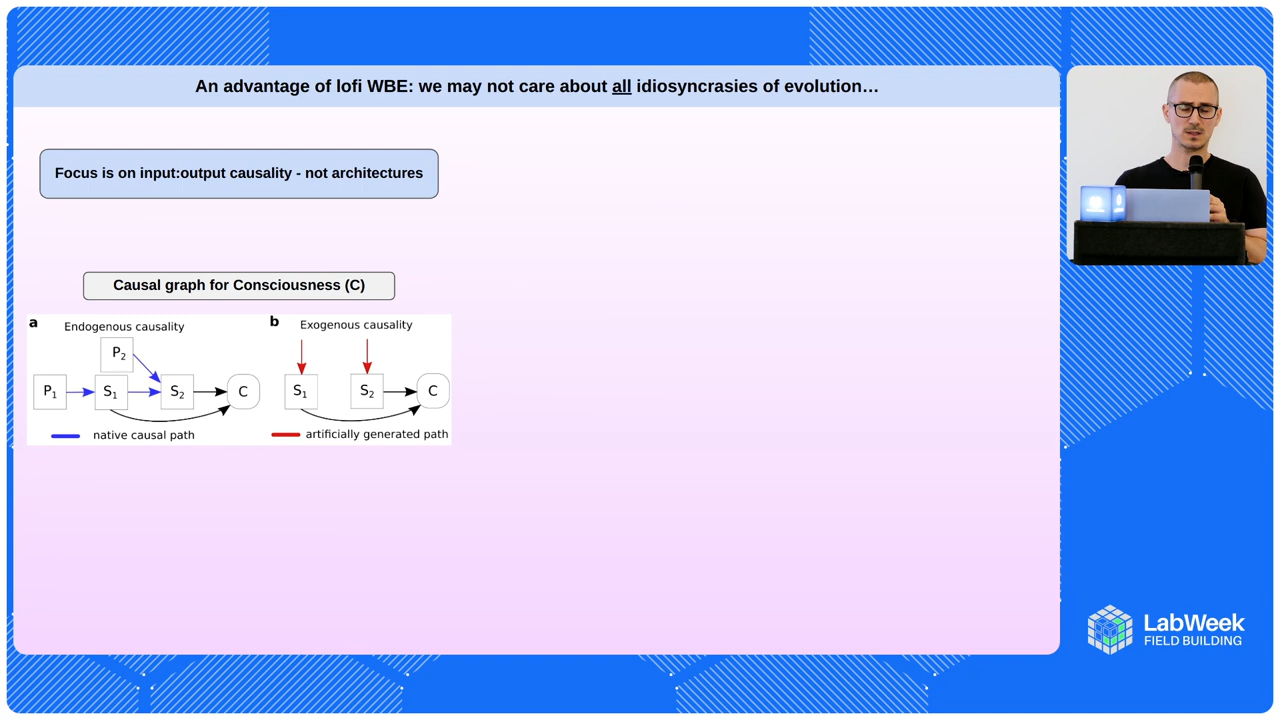 An advantage of lofi WBE: we may not care about all idiosyncrasies of evolution…
Focus is on input:output causality - not architectures
Causal graph for Consciousness (C)
a
Endogenous causality
P2
P1
S1
S2
C
native causal path
b
Exogenous causality
S1
S2
C
artificially generated path
LabWeek
FIELD BUILDING